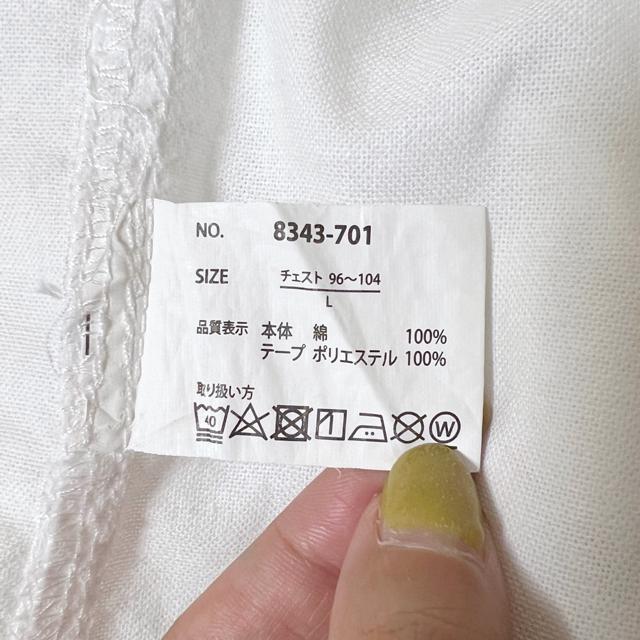 NO. 8343-701
SIZE チェスト 96～104
L
品質表示 本体 綿 100%
テープ ポリエステル 100%
取り扱い方
40
W